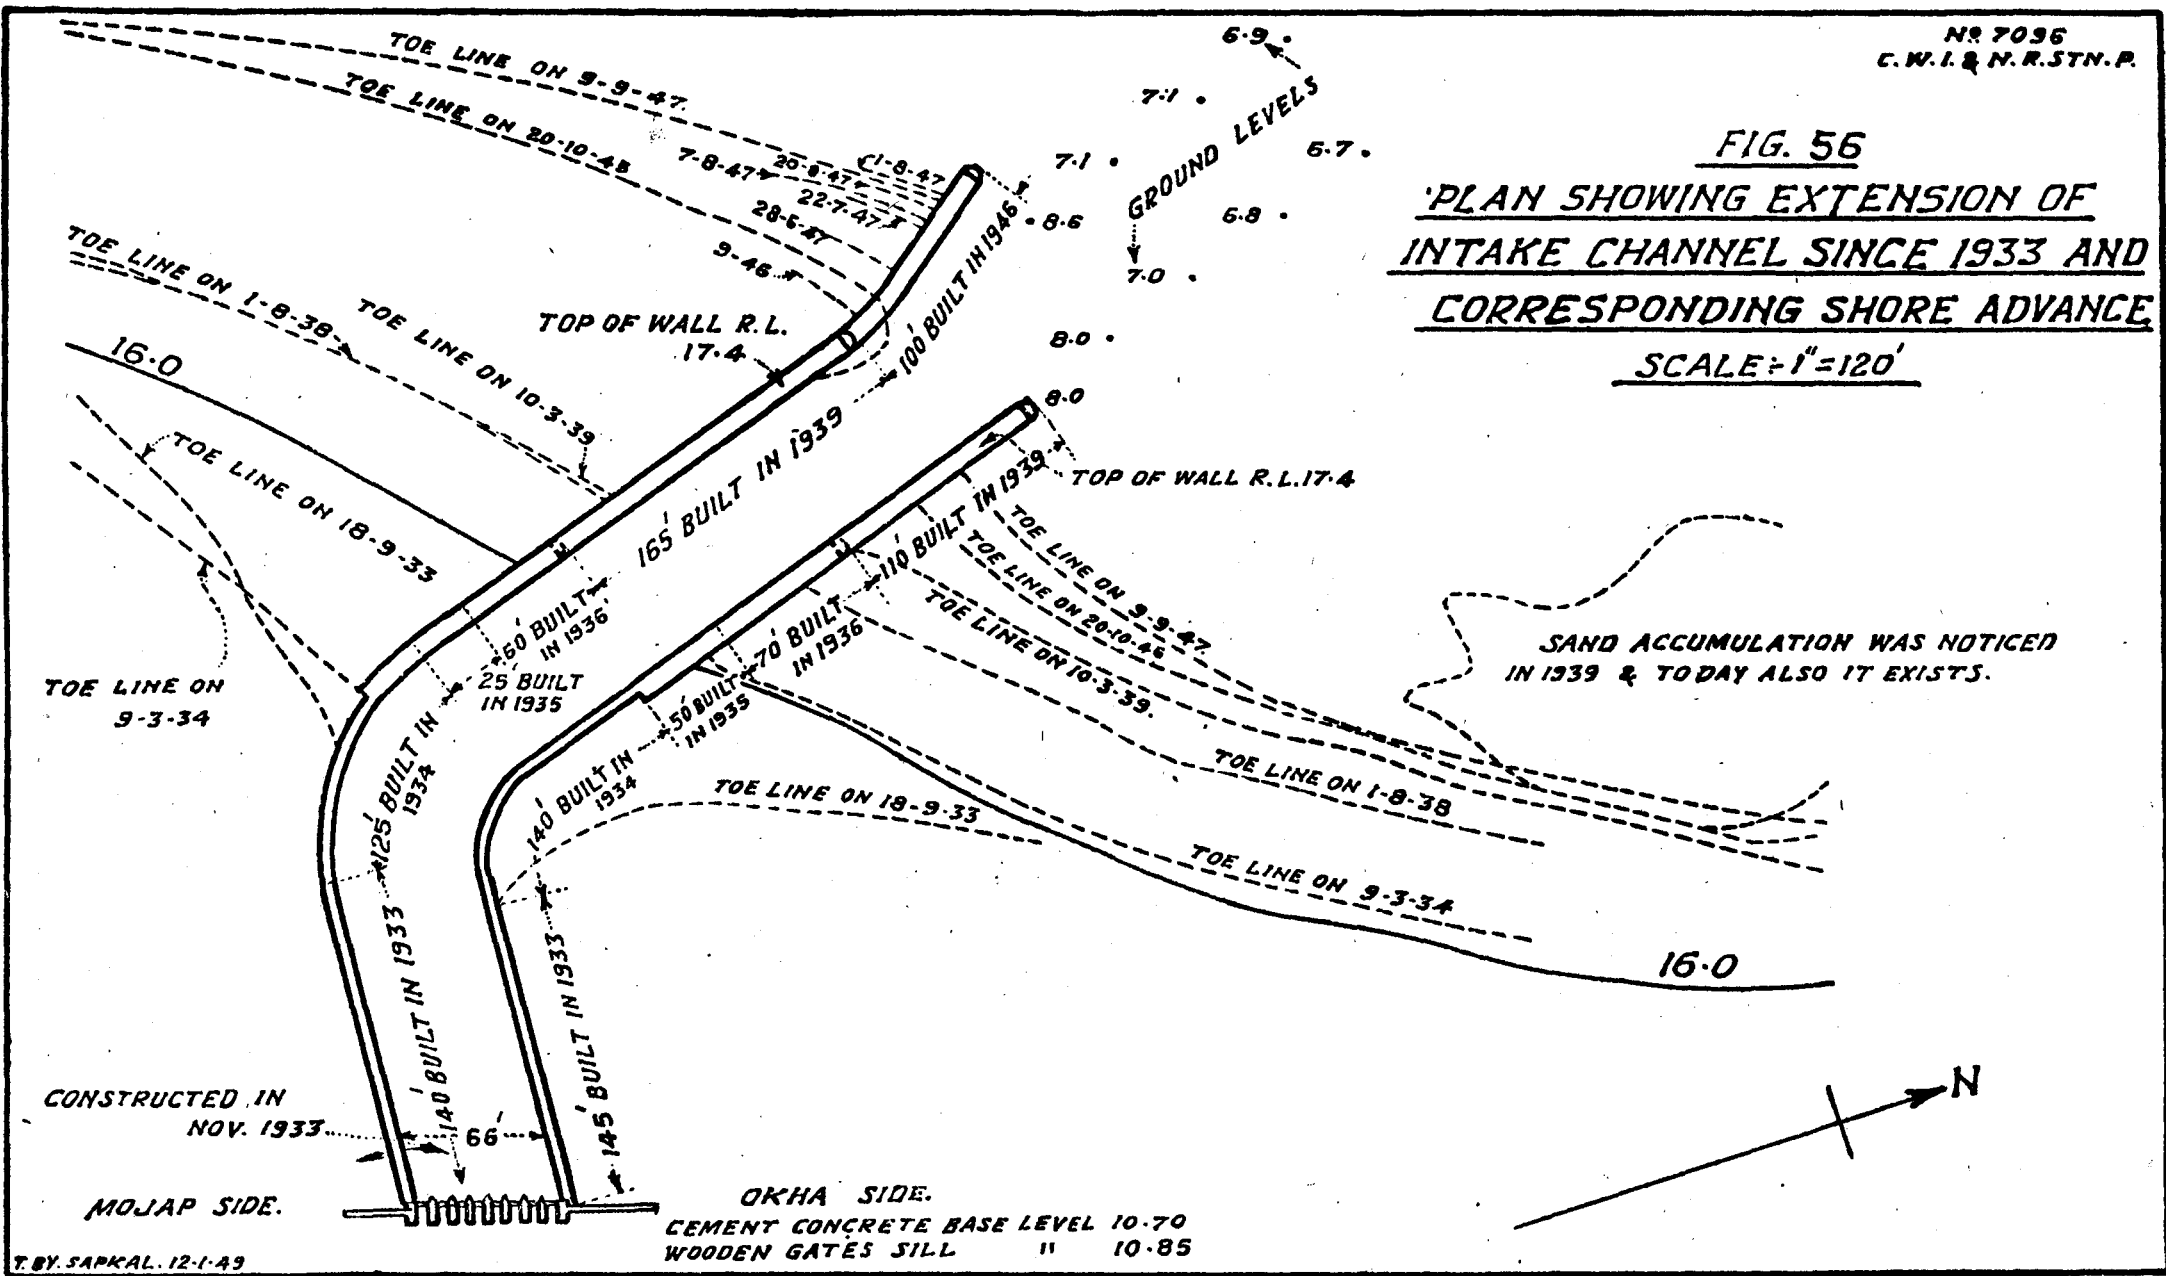 Nº 7096
C.W.I. & N.R.STN.P.
FIG. 56
PLAN SHOWING EXTENSION OF
INTAKE CHANNEL SINCE 1933 AND
CORRESPONDING SHORE ADVANCE
SCALE:- 1"=120'
TOE LINE ON 9-9-47.
TOE LINE ON 20-10-45
7-8-47
20-8-47
1-8-47
22-7-47
28-6-47
9-46
6.9
7.1
7.1
GROUND LEVELS
6.7
8.6
6.8
7.0
8.0
8.0
TOE LINE ON 1-8-38
TOE LINE ON 10-3-39
16.0
TOP OF WALL R.L.
17.4
100' BUILT IN 1946
165' BUILT IN 1939
TOP OF WALL R.L. 17.4
TOE LINE ON 18-9-33
TOE LINE ON
9-3-34
60' BUILT
IN 1936
25' BUILT
IN 1935
125' BUILT IN
1934
140' BUILT IN 1933
110' BUILT IN 1939
70' BUILT
IN 1936
50' BUILT
IN 1935
140' BUILT IN
1934
145' BUILT IN 1933
TOE LINE ON 9-9-47.
TOE LINE ON 20-10-46
TOE LINE ON 10-3-39.
TOE LINE ON 1-8-38
TOE LINE ON 18-9-33
TOE LINE ON 9-3-34
16.0
SAND ACCUMULATION WAS NOTICED
IN 1939 & TODAY ALSO IT EXISTS.
CONSTRUCTED IN
NOV. 1933
66'
N
MOJAP SIDE.
OKHA SIDE.
CEMENT CONCRETE BASE LEVEL 10.70
WOODEN GATES SILL " 10.85
T. BY. SAPKAL. 12-1-49